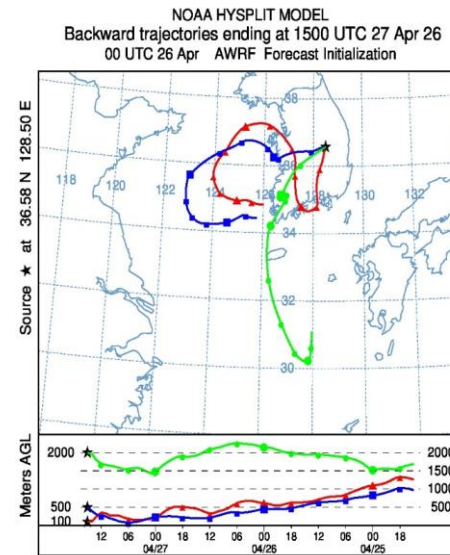 NOAA HYSPLIT MODEL
Backward trajectories ending at 1500 UTC 27 Apr 26
00 UTC 26 Apr AWRF Forecast Initialization
Source ★ at 36.58 N 128.50 E
38
36
118
120
122
124
126
128
130
132
34
32
30
Meters AGL
2000
500
100
2000
1500
1000
500
12 06 00 18 12 06 00 18 12 06 00 18
04/27 04/26 04/25